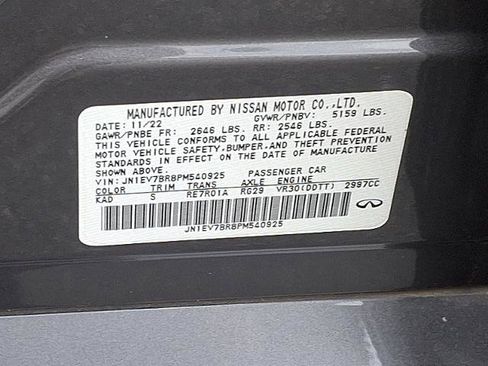 MANUFACTURED BY NISSAN MOTOR CO.,LTD.
DATE: 11/22 GVWR/PNBV: 5159 LBS.
GAWR/PNBE FR: 2646 LBS. RR: 2546 LBS.
THIS VEHICLE CONFORMS TO ALL APPLICABLE FEDERAL
MOTOR VEHICLE SAFETY,BUMPER,AND THEFT PREVENTION
STANDARDS IN EFFECT ON THE DATE OF MANUFACTURE
SHOWN ABOVE.
VIN: JN1EV7BR8PM540925 PASSENGER CAR
COLOR TRIM TRANS AXLE ENGINE
KAD S RE7R01A RG29 VR30(DDTT) 2997CC
JN1EV7BR8PM540925